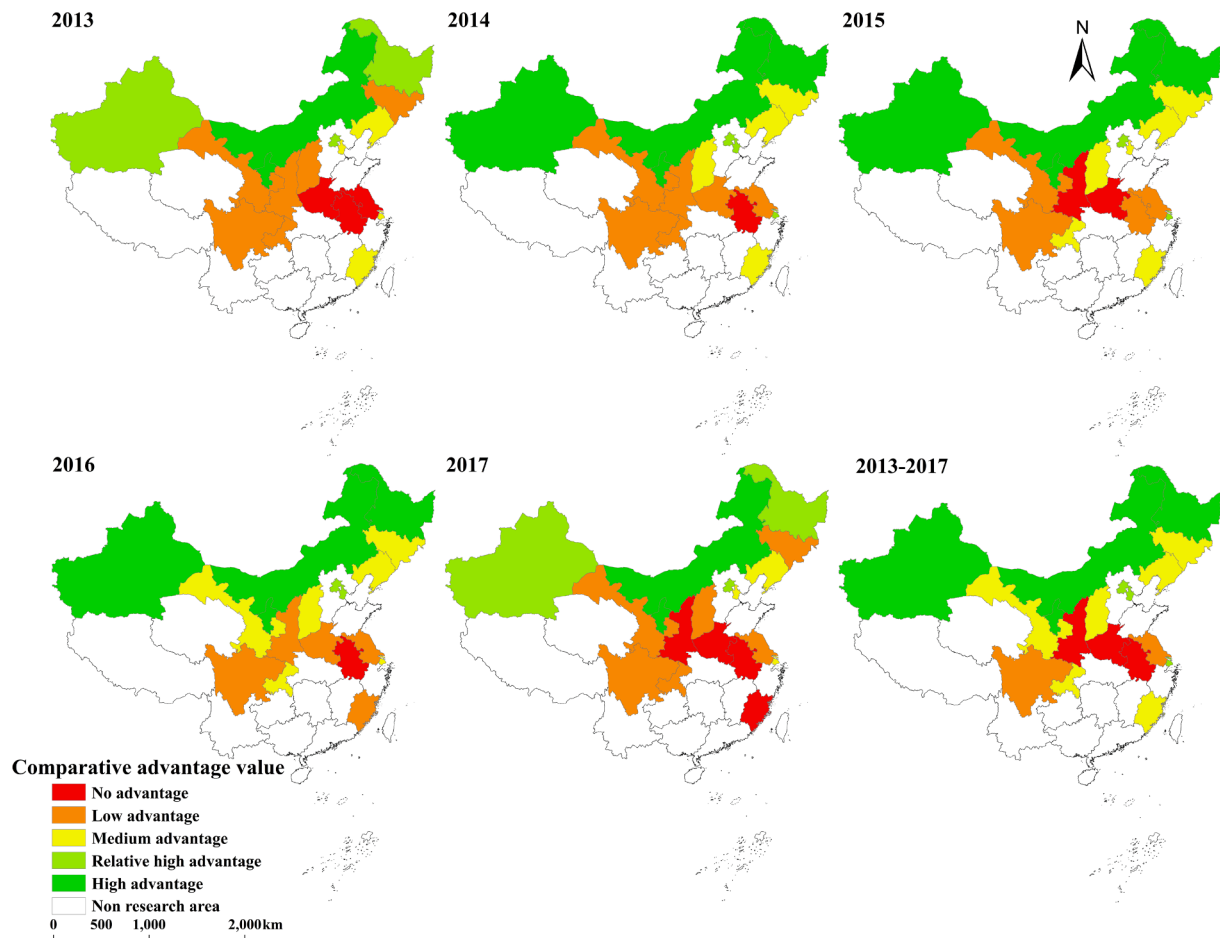 2013
2014
2015
N
2016
2017
2013-2017
Comparative advantage value
No advantage
Low advantage
Medium advantage
Relative high advantage
High advantage
Non research area
0 500 1,000 2,000km